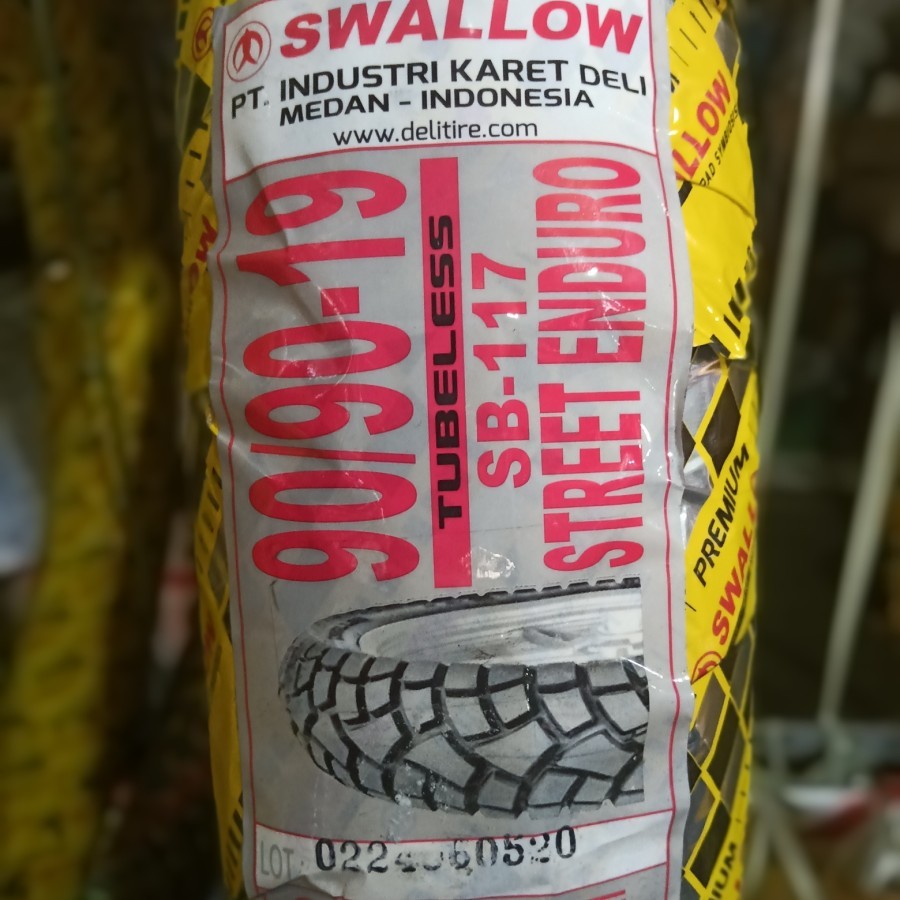 SWALLOW
PT. INDUSTRI KARET DELI
MEDAN - INDONESIA
www.delitire.com
90/90-19
TUBELESS
SB-117
STREET ENDURO
LOT
PREMIUM